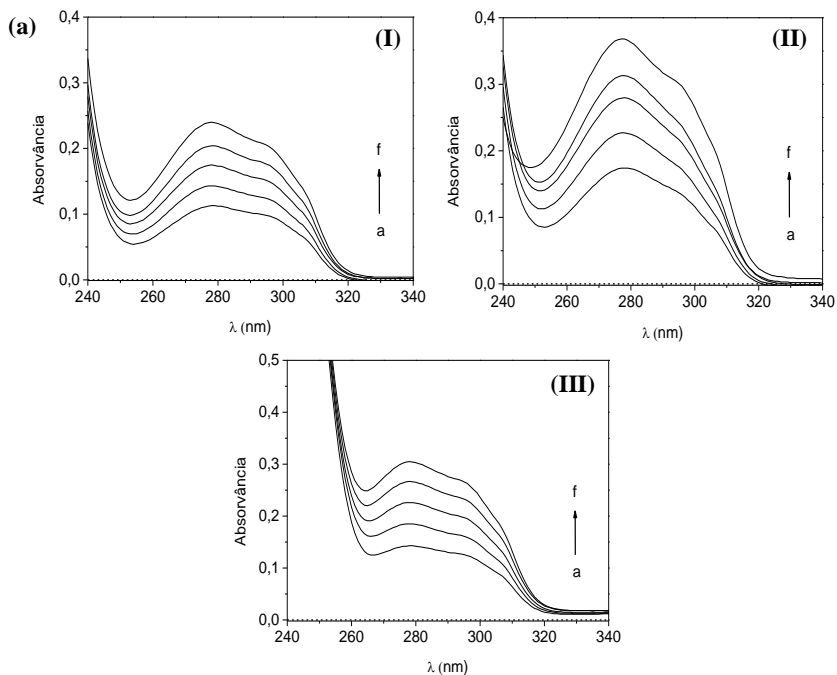 (a)
(I)
0,4
0,3
0,2
0,1
0,0
Absorvância
f
a
240 260 280 300 320 340
λ (nm)
(II)
0,4
0,3
0,2
0,1
0,0
Absorvância
f
a
240 260 280 300 320 340
λ (nm)
(III)
0,5
0,4
0,3
0,2
0,1
0,0
Absorvância
f
a
240 260 280 300 320 340
λ (nm)